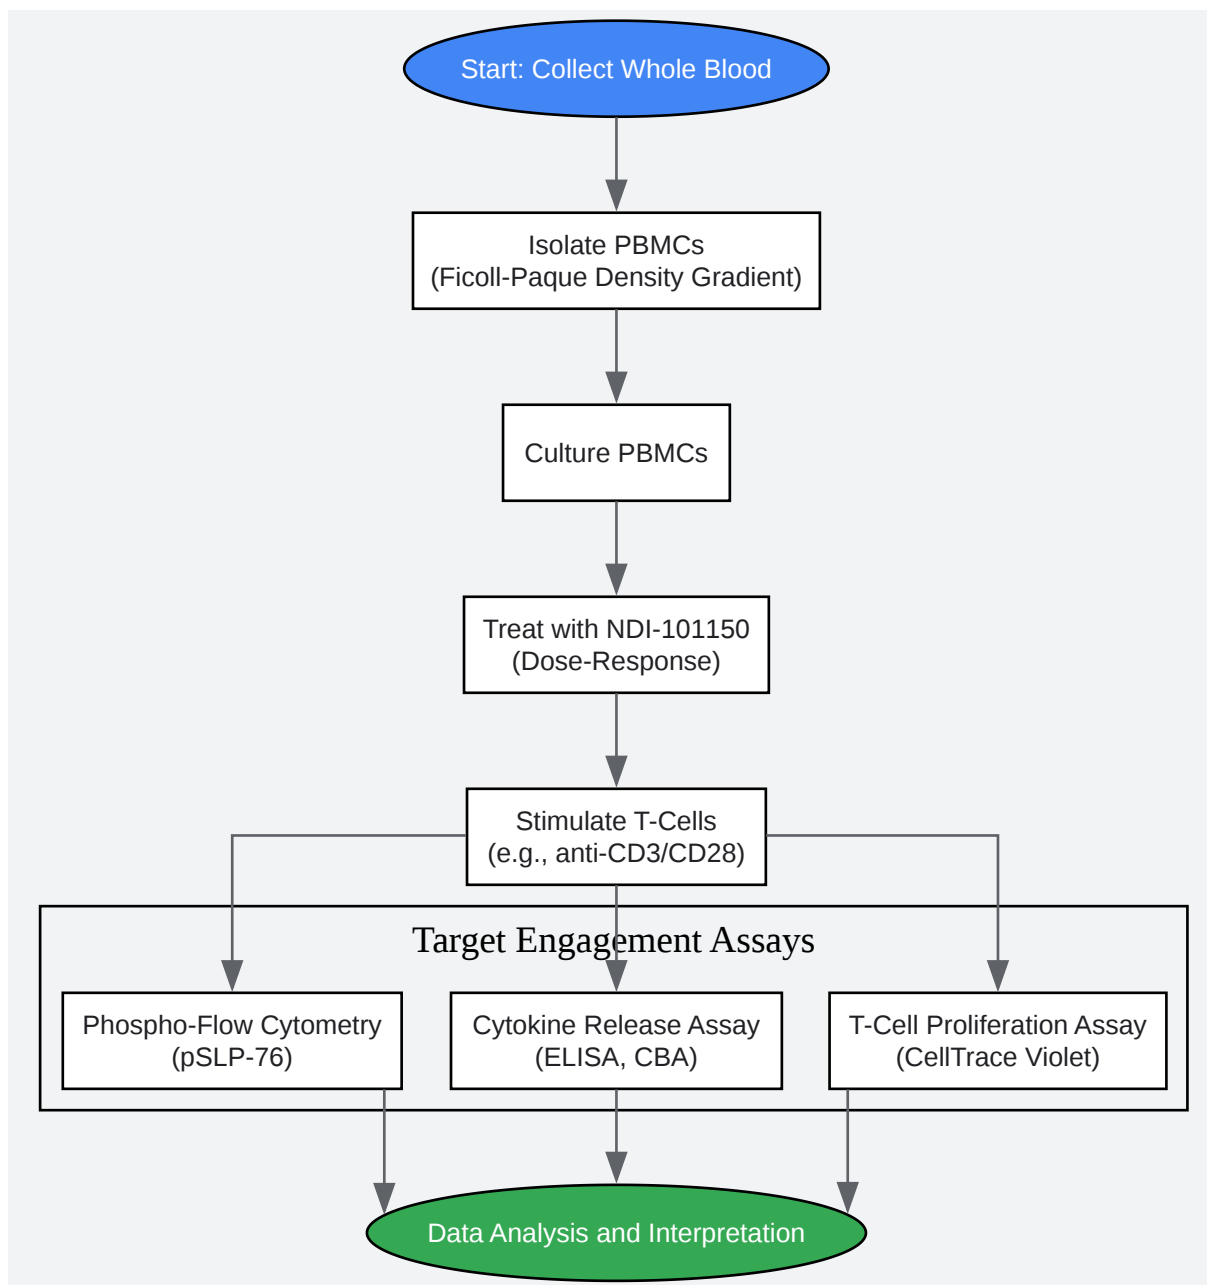 Start: Collect Whole Blood
Isolate PBMCs
(Ficoll-Paque Density Gradient)
Culture PBMCs
Treat with NDI-101150
(Dose-Response)
Stimulate T-Cells
(e.g., anti-CD3/CD28)
Target Engagement Assays
Phospho-Flow Cytometry
(pSLP-76)
Cytokine Release Assay
(ELISA, CBA)
T-Cell Proliferation Assay
(CellTrace Violet)
Data Analysis and Interpretation